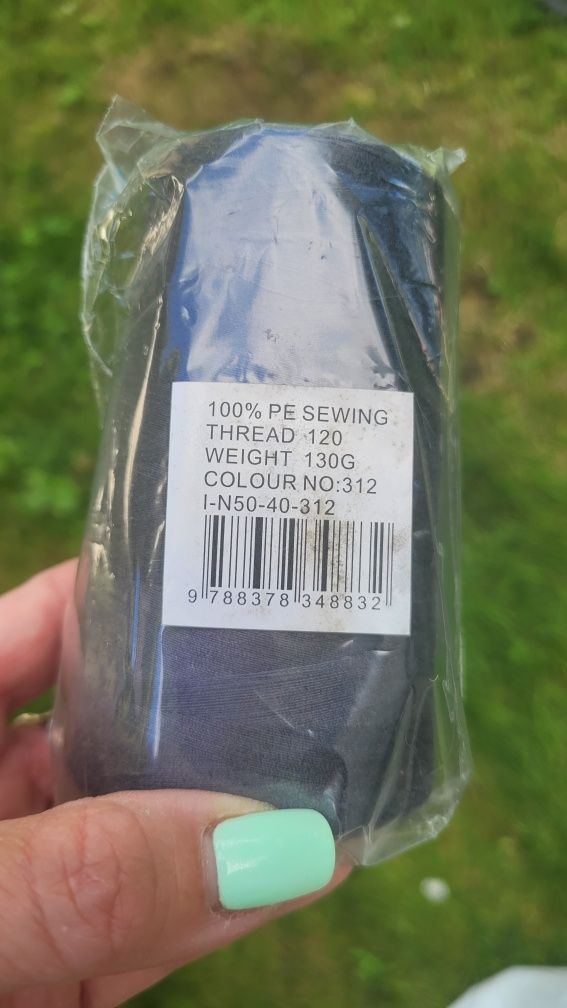 100% PE SEWING
THREAD 120
WEIGHT 130G
COLOUR NO:312
I-N50-40-312
9 788378 348832